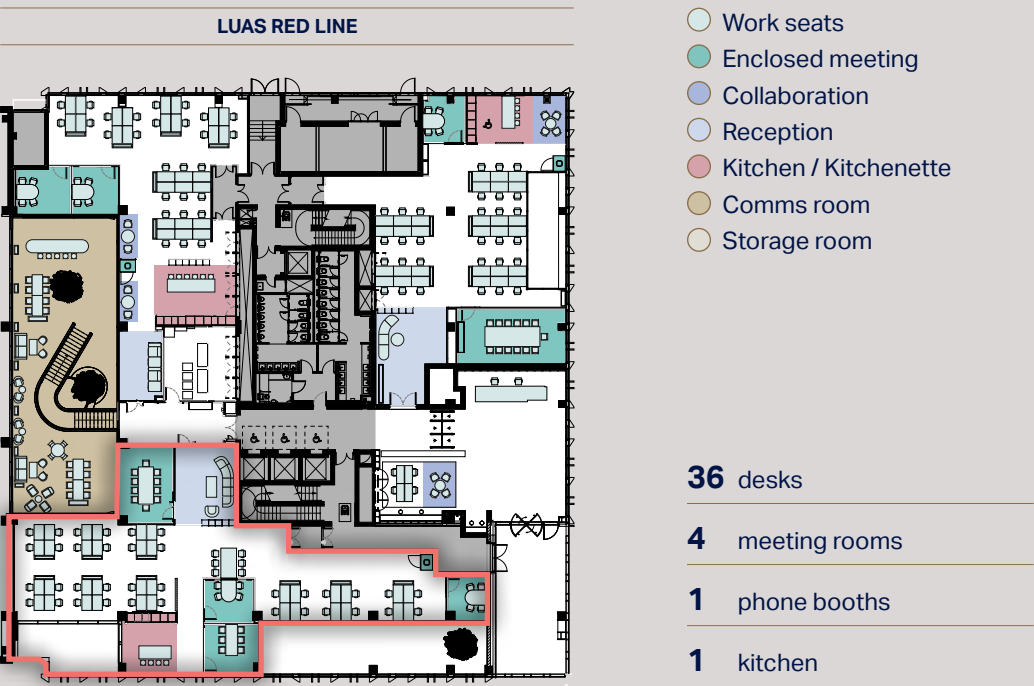 LUAS RED LINE
Work seats
Enclosed meeting
Collaboration
Reception
Kitchen / Kitchenette
Comms room
Storage room
36 desks
4 meeting rooms
1 phone booths
1 kitchen